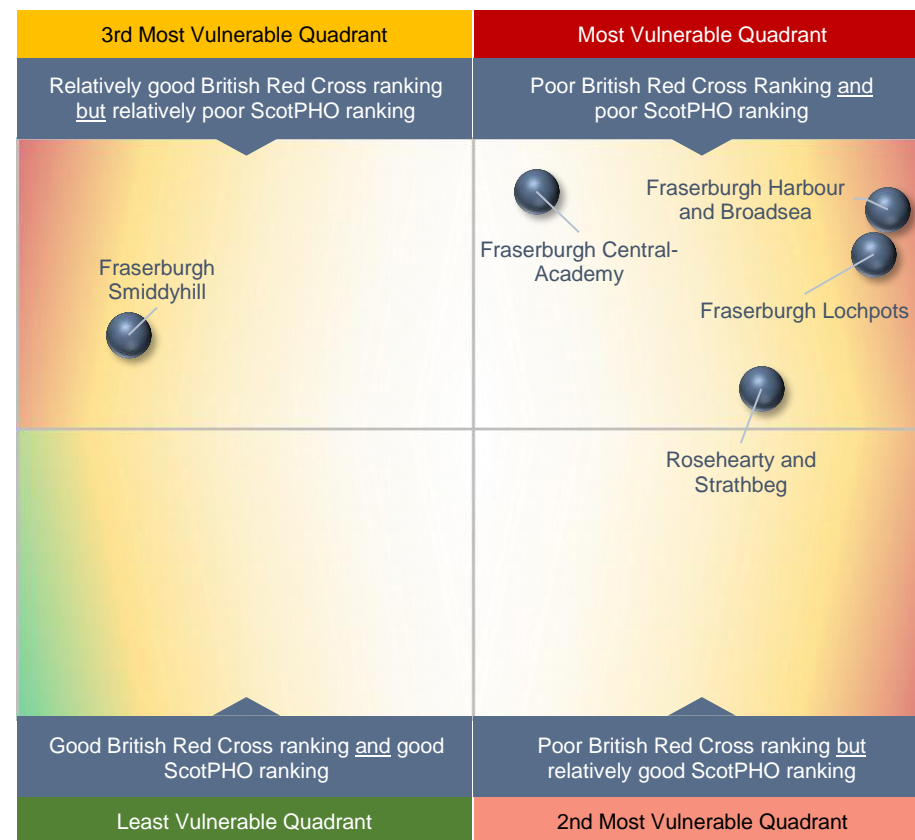 3rd Most Vulnerable Quadrant
Most Vulnerable Quadrant
Relatively good British Red Cross ranking
but relatively poor ScotPHO ranking
Poor British Red Cross Ranking and
poor ScotPHO ranking
Fraserburgh Harbour
and Broadsea
Fraserburgh Central-
Academy
Fraserburgh
Smiddyhill
Fraserburgh Lochpots
Rosehearty and
Strathbeg
Good British Red Cross ranking and good
ScotPHO ranking
Poor British Red Cross ranking but
relatively good ScotPHO ranking
Least Vulnerable Quadrant
2nd Most Vulnerable Quadrant